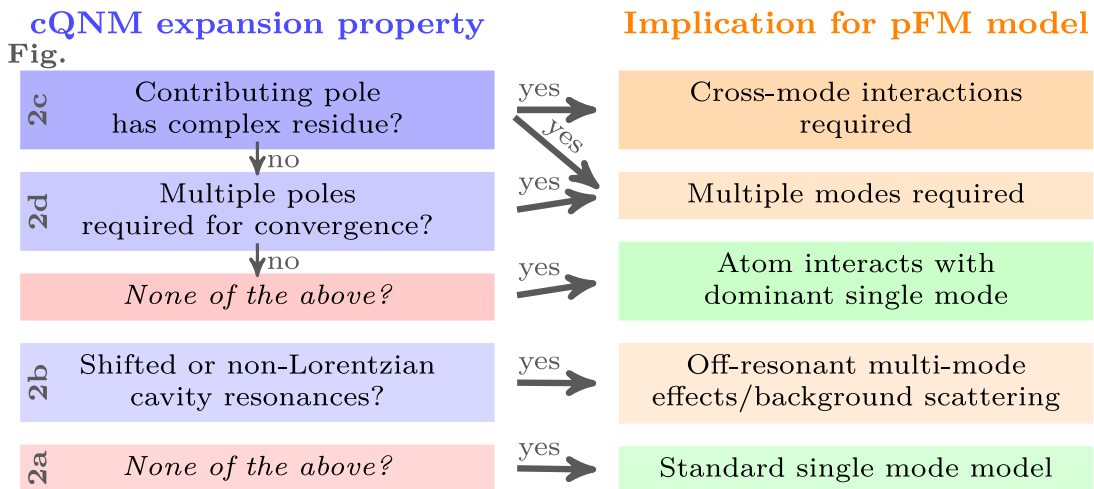 cQNM expansion property
Implication for pFM model
Fig.
2c
Contributing pole
has complex residue?
yes
yes
Cross-mode interactions
required
no
2d
Multiple poles
required for convergence?
yes
Multiple modes required
no
None of the above?
yes
Atom interacts with
dominant single mode
2b
Shifted or non-Lorentzian
cavity resonances?
yes
Off-resonant multi-mode
effects/background scattering
2a
None of the above?
yes
Standard single mode model